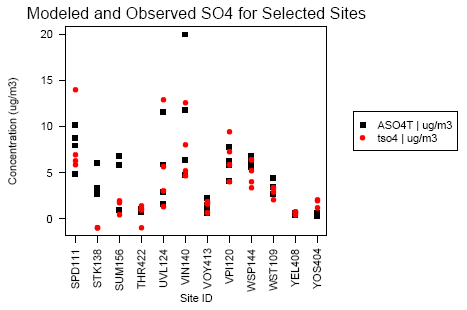 Modeled and Observed SO4 for Selected Sites
20
15
10
5
0
Concentration (ug/m3)
ASO4T | ug/m3
tso4 | ug/m3
SPD111
STK138
SUM156
THR422
UVL124
VIN140
VOY413
VPI120
WSP144
WST109
YEL408
YOS404
Site ID